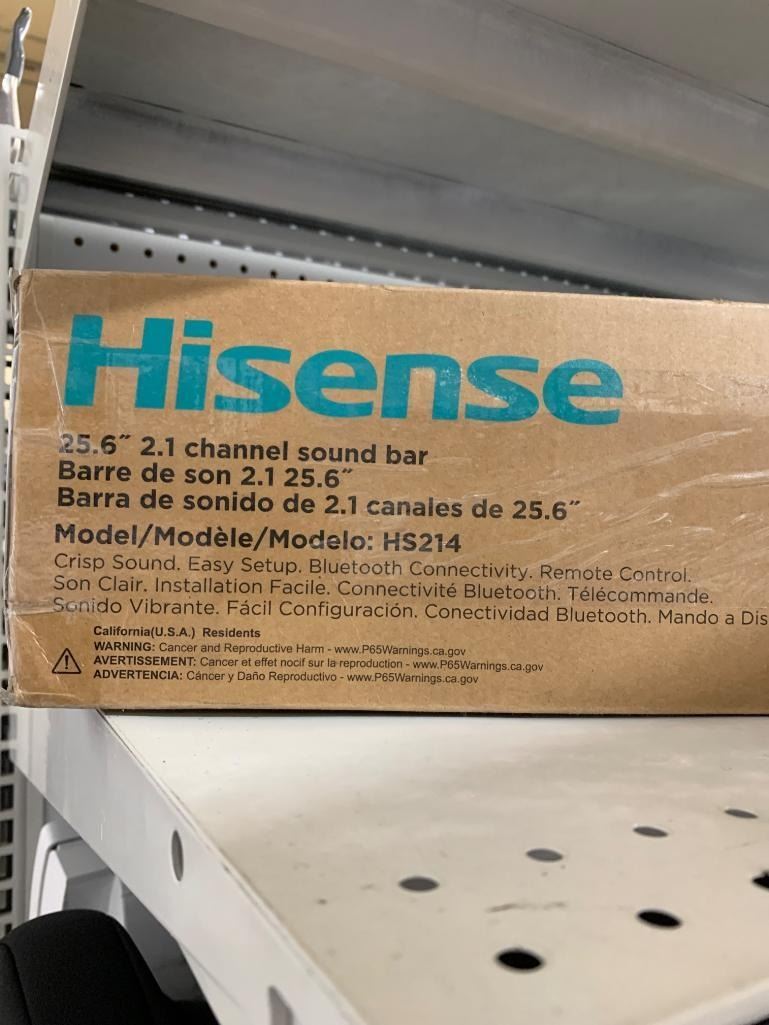 Hisense
25.6″ 2.1 channel sound bar
Barre de son 2.1 25.6″
Barra de sonido de 2.1 canales de 25.6″
Model/Modèle/Modelo: HS214
Crisp Sound. Easy Setup. Bluetooth Connectivity. Remote Control.
Son Clair. Installation Facile. Connectivité Bluetooth. Télécommande.
Sonido Vibrante. Fácil Configuración. Conectividad Bluetooth. Mando a Dis
California(U.S.A.) Residents
WARNING: Cancer and Reproductive Harm - www.P65Warnings.ca.gov
AVERTISSEMENT: Cancer et effet nocif sur la reproduction - www.P65Warnings.ca.gov
ADVERTENCIA: Cáncer y Daño Reproductivo - www.P65Warnings.ca.gov